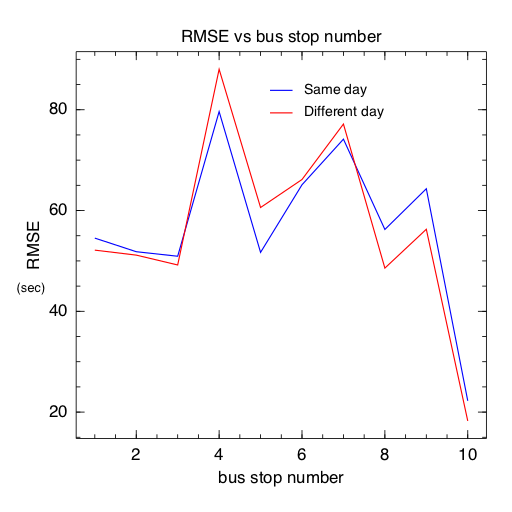 RMSE vs bus stop number
Same day
Different day
80
60
40
20
RMSE
(sec)
2
4
6
8
10
bus stop number